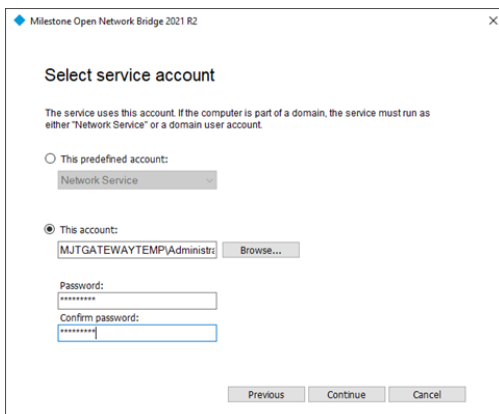 Milestone Open Network Bridge 2021 R2
Select service account
The service uses this account. If the computer is part of a domain, the service must run as
either "Network Service" or a domain user account.
This predefined account:
Network Service
This account:
MJTGATEWAYTEMP\Administra
Browse...
Password:
*********
Confirm password:
*********
Previous Continue Cancel